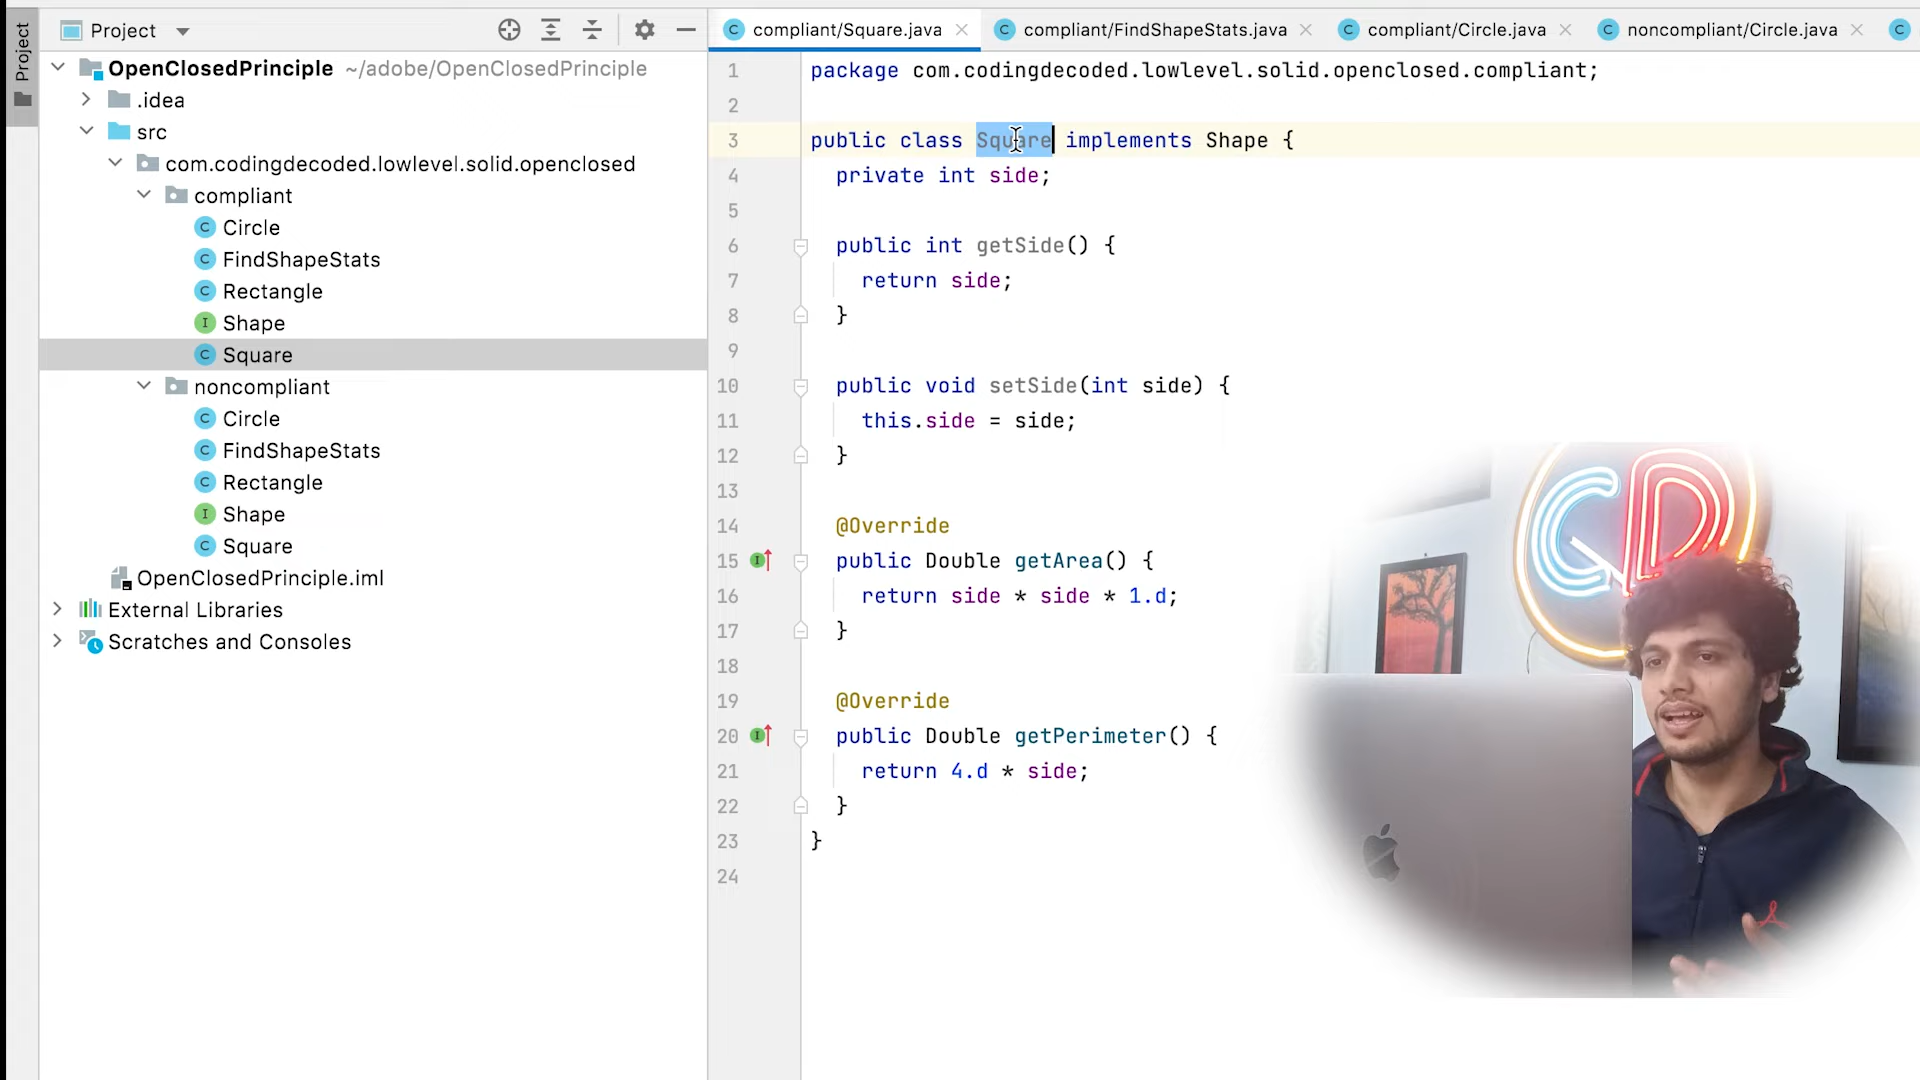 Project
Project
OpenClosedPrinciple ~/adobe/OpenClosedPrinciple
.idea
src
com.codingdecoded.lowlevel.solid.openclosed
compliant
Circle
FindShapeStats
Rectangle
Shape
Square
noncompliant
Circle
FindShapeStats
Rectangle
Shape
Square
OpenClosedPrinciple.iml
External Libraries
Scratches and Consoles
compliant/Square.java compliant/FindShapeStats.java compliant/Circle.java noncompliant/Circle.java
1 package com.codingdecoded.lowlevel.solid.openclosed.compliant;
2
3 public class Square implements Shape {
4 private int side;
5
6 public int getSide() {
7 return side;
8 }
9
10 public void setSide(int side) {
11 this.side = side;
12 }
13
14 @Override
15 public Double getArea() {
16 return side * side * 1.d;
17 }
18
19 @Override
20 public Double getPerimeter() {
21 return 4.d * side;
22 }
23 }
24
CD